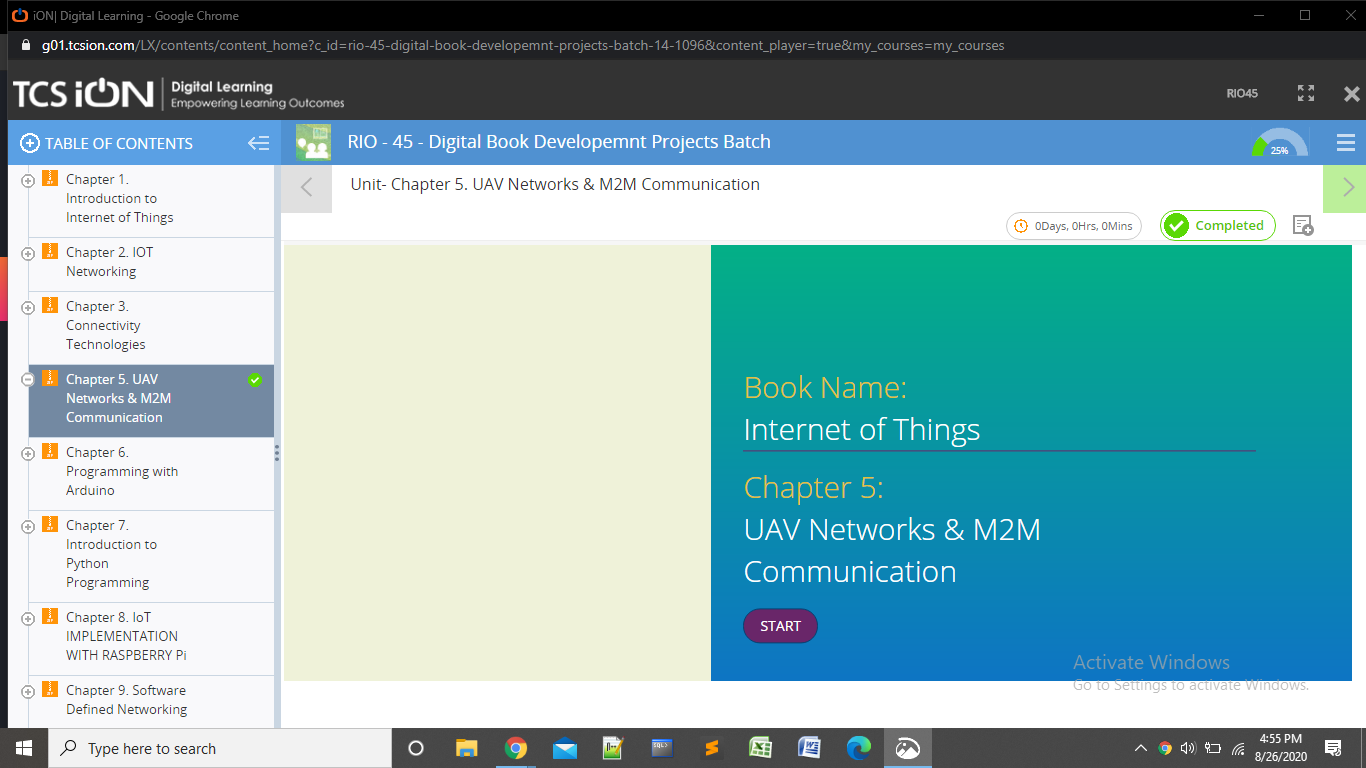 iON| Digital Learning - Google Chrome
g01.tcsion.com/LX/contents/content_home?c_id=rio-45-digital-book-developemnt-projects-batch-14-1096&content_player=true&my_courses=my_courses
TCS iON
Digital Learning
Empowering Learning Outcomes
RIO45
TABLE OF CONTENTS
RIO - 45 - Digital Book Developemnt Projects Batch
25%
Chapter 1.
Introduction to
Internet of Things
Chapter 2. IOT
Networking
Chapter 3.
Connectivity
Technologies
Chapter 5. UAV
Networks & M2M
Communication
Chapter 6.
Programming with
Arduino
Chapter 7.
Introduction to
Python
Programming
Chapter 8. IoT
IMPLEMENTATION
WITH RASPBERRY Pi
Chapter 9. Software
Defined Networking
Unit- Chapter 5. UAV Networks & M2M Communication
0Days, 0Hrs, 0Mins
Completed
Book Name:
Internet of Things
Chapter 5:
UAV Networks & M2M
Communication
START
Activate Windows
Go to Settings to activate Windows.
Type here to search
4:55 PM
8/26/2020